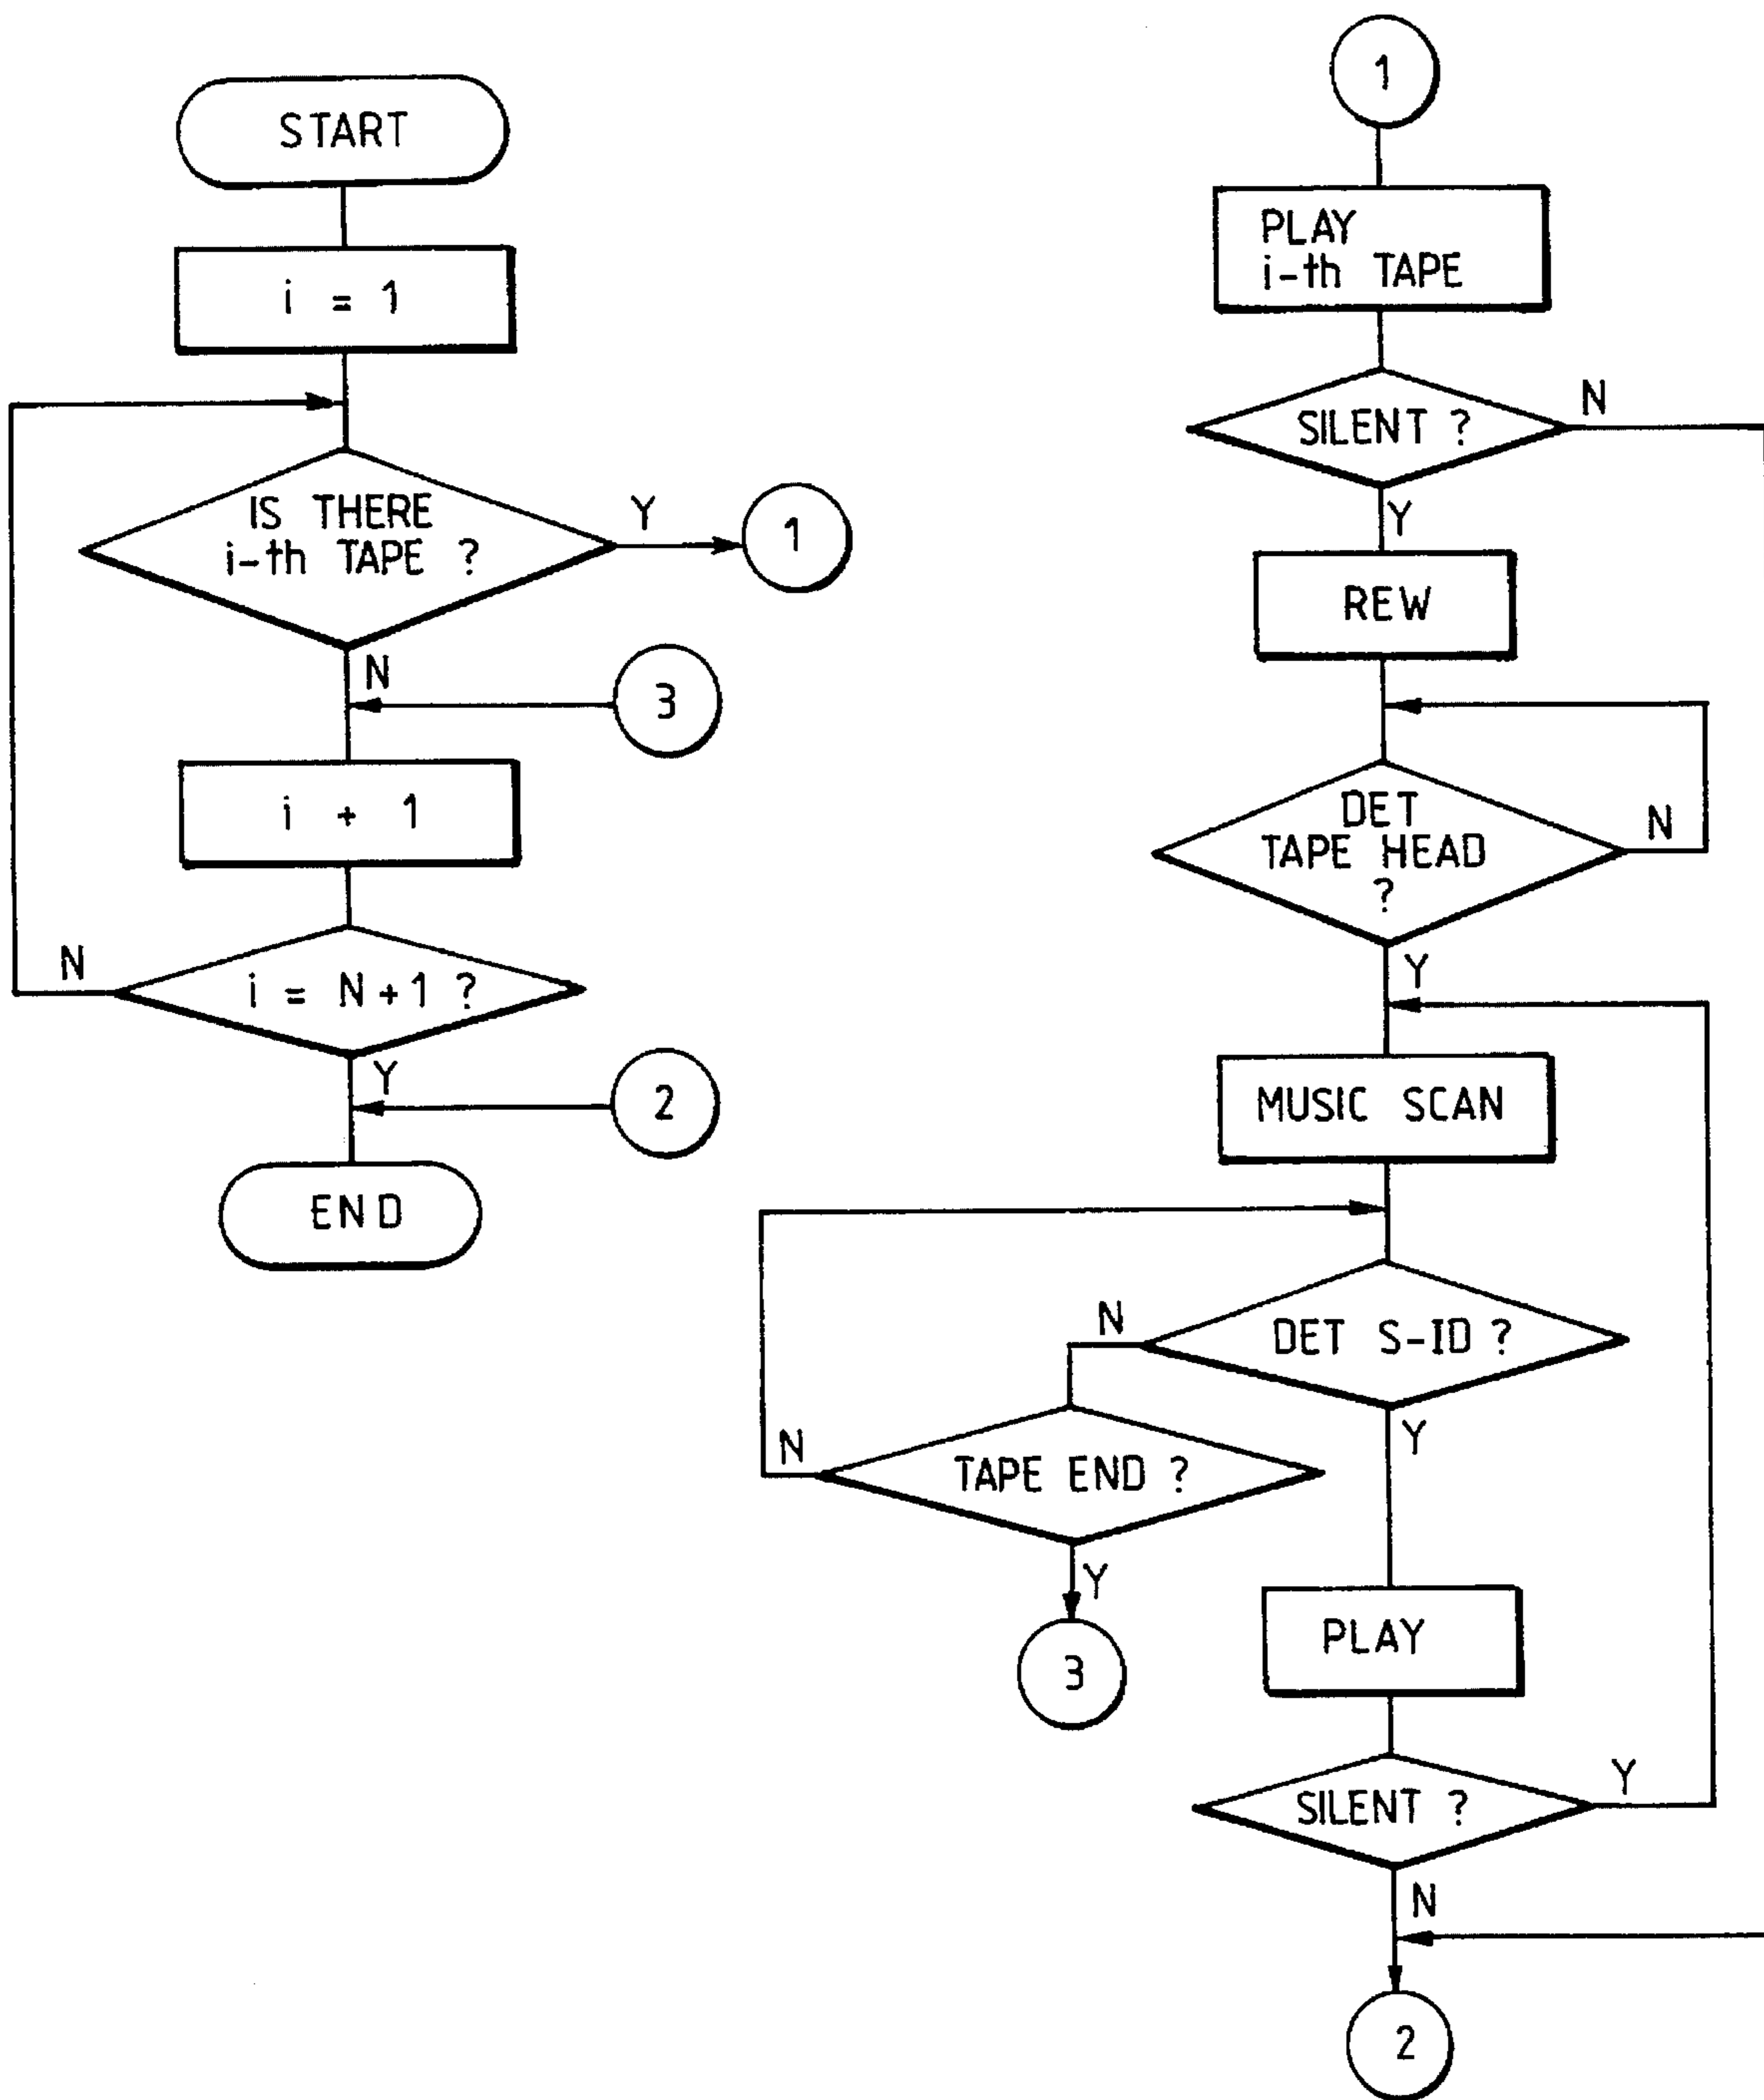 START
i = 1
IS THERE
i-th TAPE ?
Y
1
N
3
i + 1
i = N+1 ?
N
Y
2
END
1
PLAY
i-th TAPE
SILENT ?
N
Y
REW
DET
TAPE HEAD
?
N
Y
MUSIC SCAN
DET S-ID ?
N
Y
TAPE END ?
N
Y
3
PLAY
SILENT ?
Y
N
2